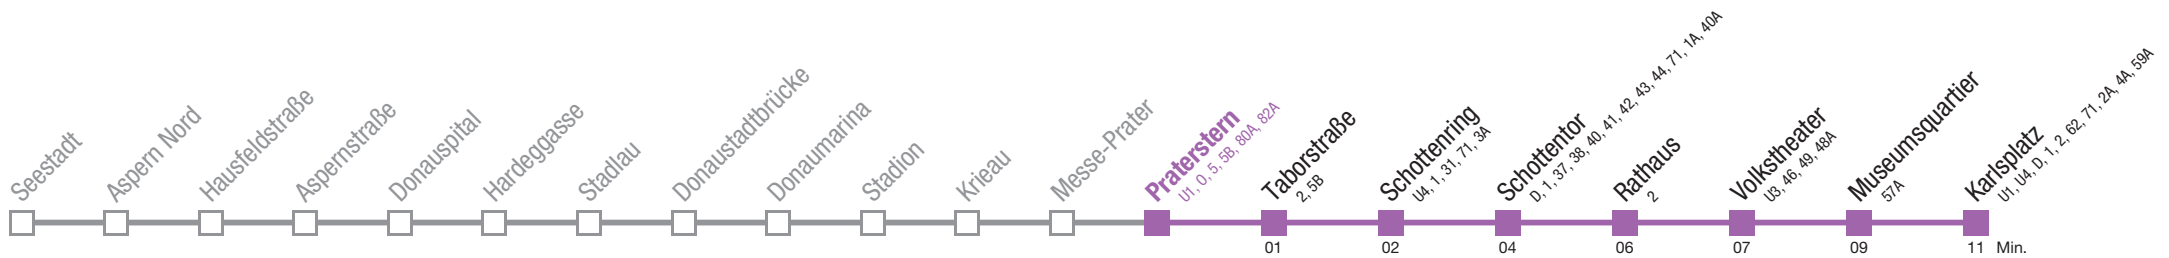 Seestadt
Aspern Nord
Hausfeldstraße
Aspernstraße
Donauspital
Hardeggasse
Stadlau
Donaustadtbrücke
Donaumarina
Stadion
Krieau
Messe-Prater
Praterstern
U1, O, 5, 5B, 80A, 82A
Taborstraße
2, 5B
Schottenring
U4, 1, 31, 71, 3A
Schottentor
D, 1, 37, 38, 40, 41, 42, 43, 44, 71, 1A, 40A
Rathaus
2
Volkstheater
U3, 46, 49, 48A
Museumsquartier
57A
Karlsplatz
U1, U4, D, 1, 2, 62, 71, 2A, 4A, 59A
01 02 04 06 07 09 11 Min.